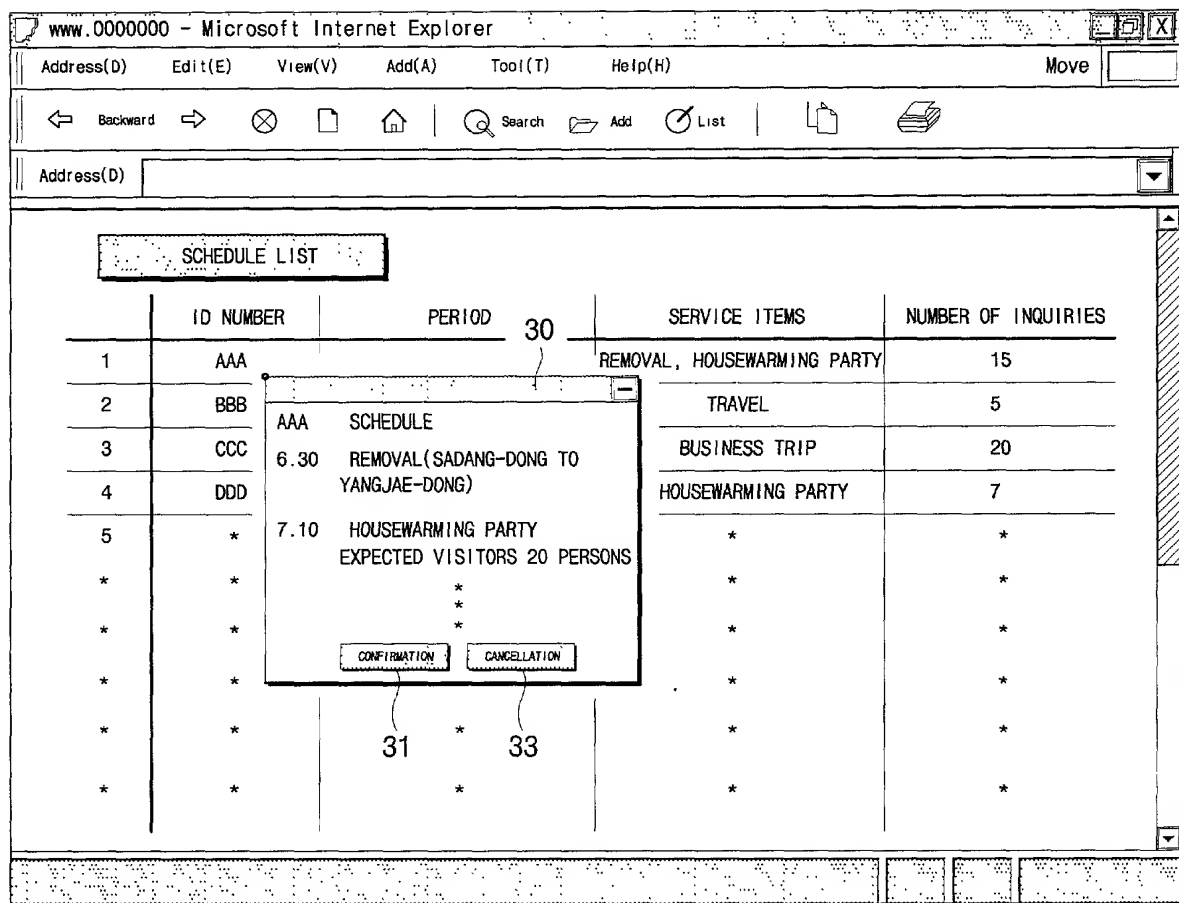 www.0000000 - Microsoft Internet Explorer
Address(D) Edit(E) View(V) Add(A) Tool(T) Help(H) Move
Backward Search Add List
Address(D)
SCHEDULE LIST
ID NUMBER PERIOD SERVICE ITEMS NUMBER OF INQUIRIES
30
1 AAA REMOVAL, HOUSEWARMING PARTY 15
2 BBB TRAVEL 5
3 CCC BUSINESS TRIP 20
4 DDD HOUSEWARMING PARTY 7
5 * * *
* * * *
* * * *
* * * *
* * * * *
* * * * *
AAA SCHEDULE
6.30 REMOVAL(SADANG-DONG TO
YANGJAE-DONG)
7.10 HOUSEWARMING PARTY
EXPECTED VISITORS 20 PERSONS
*
*
*
CONFIRMATION CANCELLATION
31 33